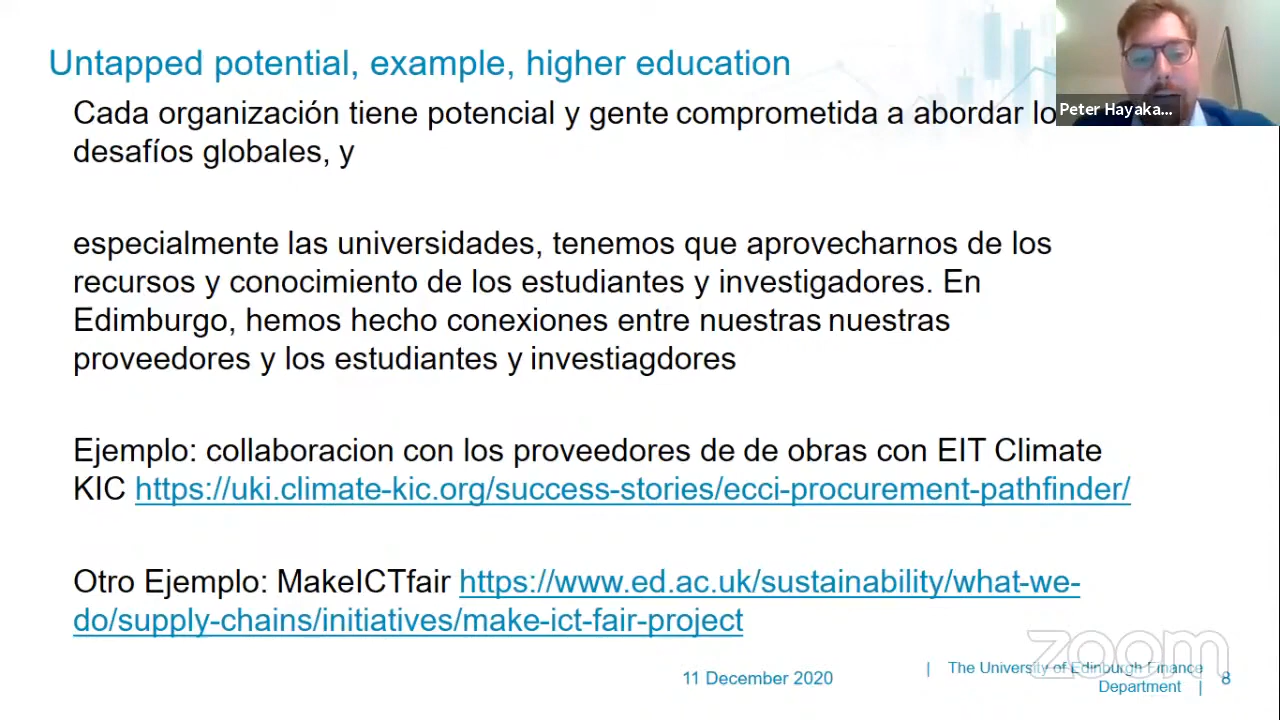 Untapped potential, example, higher education
Cada organización tiene potencial y gente comprometida a abordar lo
desafíos globales, y
especialmente las universidades, tenemos que aprovecharnos de los
recursos y conocimiento de los estudiantes y investigadores. En
Edimburgo, hemos hecho conexiones entre nuestras nuestras
proveedores y los estudiantes y investiagdores
Ejemplo: collaboracion con los proveedores de de obras con EIT Climate
KIC https://uki.climate-kic.org/success-stories/ecci-procurement-pathfinder/
Otro Ejemplo: MakeICTfair https://www.ed.ac.uk/sustainability/what-we-
do/supply-chains/initiatives/make-ict-fair-project
Peter Hayaka...
zoom
11 December 2020
| The University of Edinburgh Finance
Department |
8